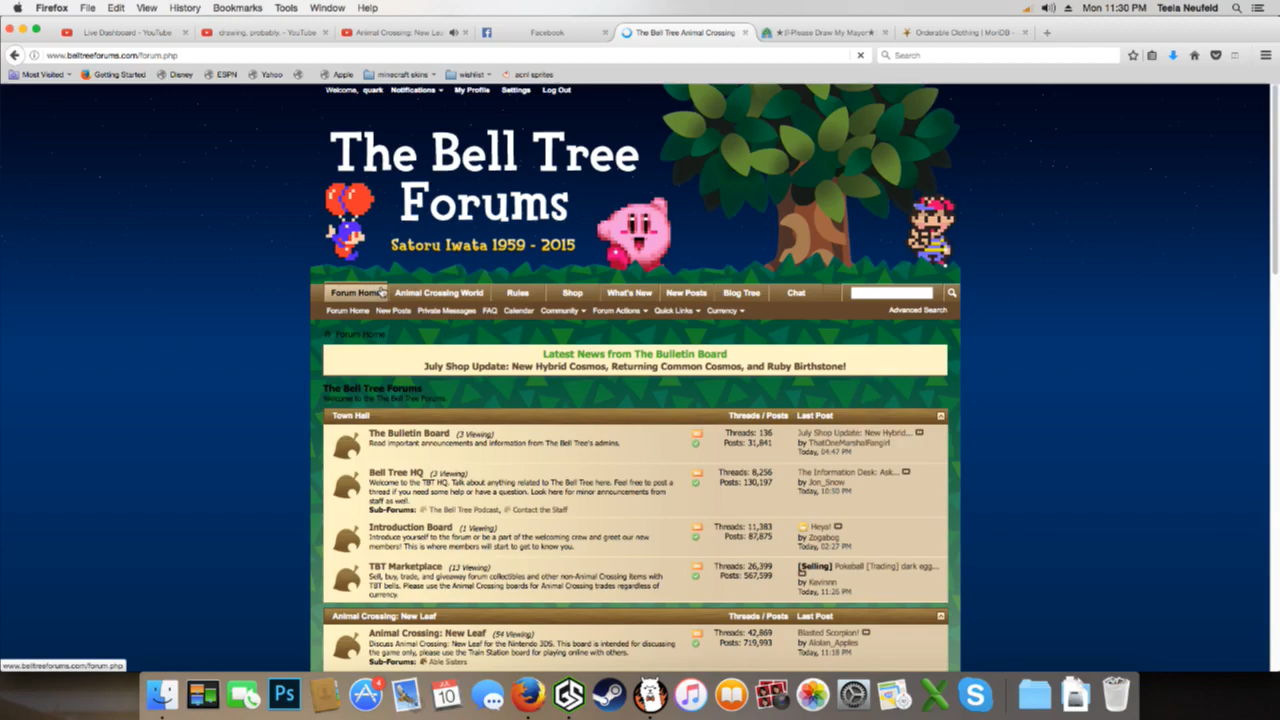 Firefox File Edit View History Bookmarks Tools Window Help Mon 11:30 PM Teela Neufeld
Live Dashboard - YouTube drawing, probably. - YouTube Animal Crossing: New Lea Facebook The Bell Tree Animal Crossing ★]I-Please Draw My Mayor Orderable Clothing | MoriDB -
www.belltreeforums.com/forum.php Search
Most Visited Getting Started Disney ESPN Yahoo Apple minecraft skins wishlist acnl sprites
Welcome, quark Notifications My Profile Settings Log Out
The Bell Tree
Forums
Satoru Iwata 1959 - 2015
Forum Home Animal Crossing World Rules Shop What's New New Posts Blog Tree Chat
Forum Home New Posts Private Messages FAQ Calendar Community Forum Actions Quick Links Currency Advanced Search
Forum Home
Latest News from The Bulletin Board
July Shop Update: New Hybrid Cosmos, Returning Common Cosmos, and Ruby Birthstone!
The Bell Tree Forums
Welcome to the The Bell Tree Forums.
Town Hall Threads / Posts Last Post
The Bulletin Board (3 Viewing) Threads: 136 July Shop Update: New Hybrid...
Read important announcements and information from The Bell Tree's admins. Posts: 31,841 by ThatOneMarshalFangirl
Today, 04:47 PM
Bell Tree HQ (2 Viewing) Threads: 8,256 The Information Desk: Ask...
Welcome to the TBT HQ. Talk about anything related to The Bell Tree here. Feel free to post a Posts: 130,197 by Jon_Snow
thread if you need some help or have a question. Look here for minor announcements from Today, 10:50 PM
staff as well.
Sub-Forums: The Bell Tree Podcast, Contact the Staff
Introduction Board (1 Viewing) Threads: 11,383 Heya!
Introduce yourself to the forum or be a part of the welcoming crew and greet our new Posts: 87,875 by Zogabog
members! This is where members will start to get to know you. Today, 02:27 PM
TBT Marketplace (13 Viewing) Threads: 26,399 [Selling] Pokeball [Trading] dark egg...
Sell, buy, trade, and giveaway forum collectibles and other non-Animal Crossing items with Posts: 567,599 by Kevinnn
TBT bells. Please use the Animal Crossing boards for Animal Crossing trades regardless of Today, 11:26 PM
currency.
Animal Crossing: New Leaf Threads / Posts Last Post
Animal Crossing: New Leaf (54 Viewing) Threads: 42,869 Blasted Scorpion!
Discuss Animal Crossing: New Leaf for the Nintendo 3DS. This board is intended for discussing Posts: 719,993 by Alolan_Apples
the game only, please use the Train Station board for playing online with others. Today, 11:18 PM
Sub-Forums: Able Sisters
www.belltreeforums.com/forum.php
Ps 4 JUL 10 GS S